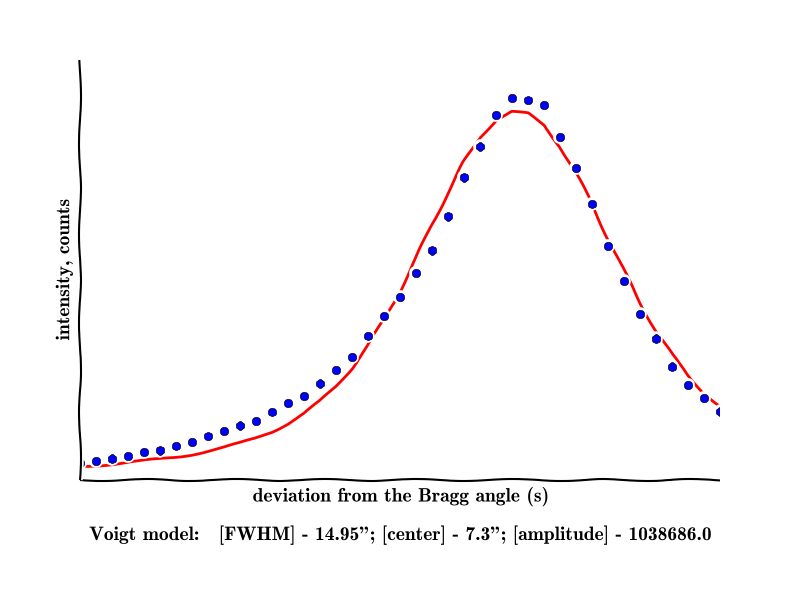 intensity, counts
deviation from the Bragg angle (s)
Voigt model: [FWHM] - 14.95”; [center] - 7.3”; [amplitude] - 1038686.0